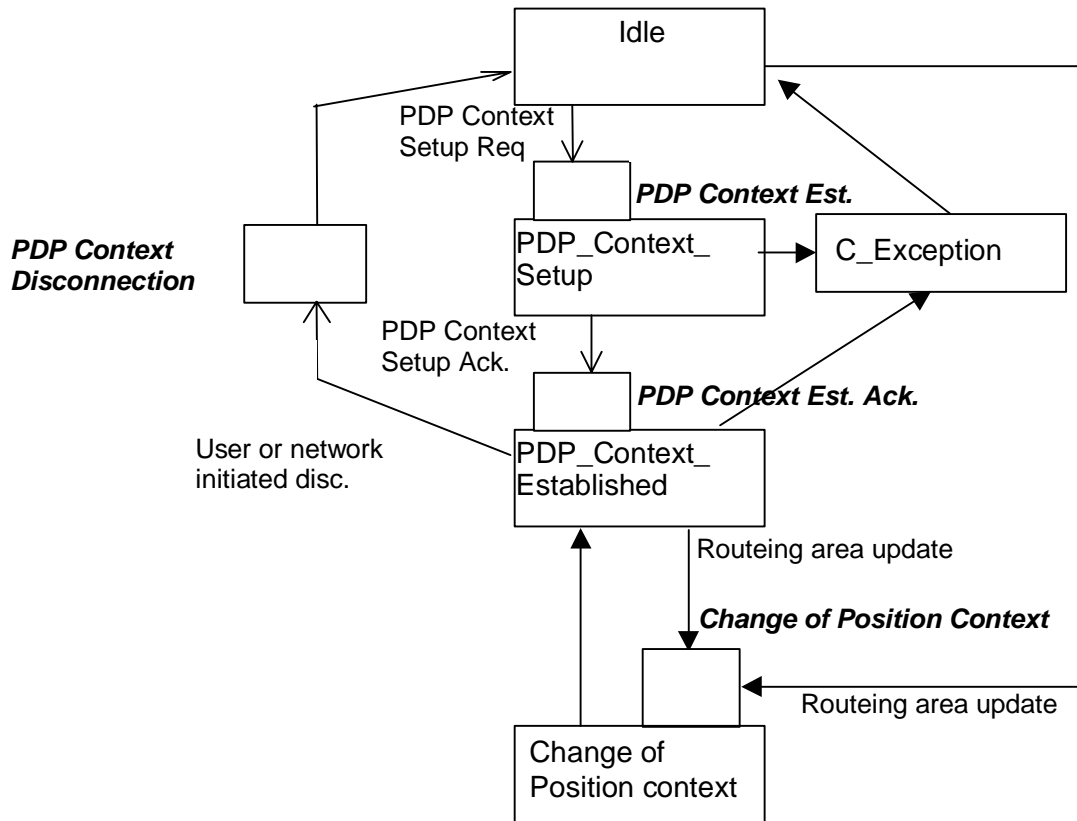 Idle
PDP Context
Setup Req
PDP Context Est.
PDP Context
Disconnection
PDP_Context_
Setup
C_Exception
PDP Context
Setup Ack.
PDP Context Est. Ack.
User or network
initiated disc.
PDP_Context_
Established
Routeing area update
Change of Position Context
Routeing area update
Change of
Position context